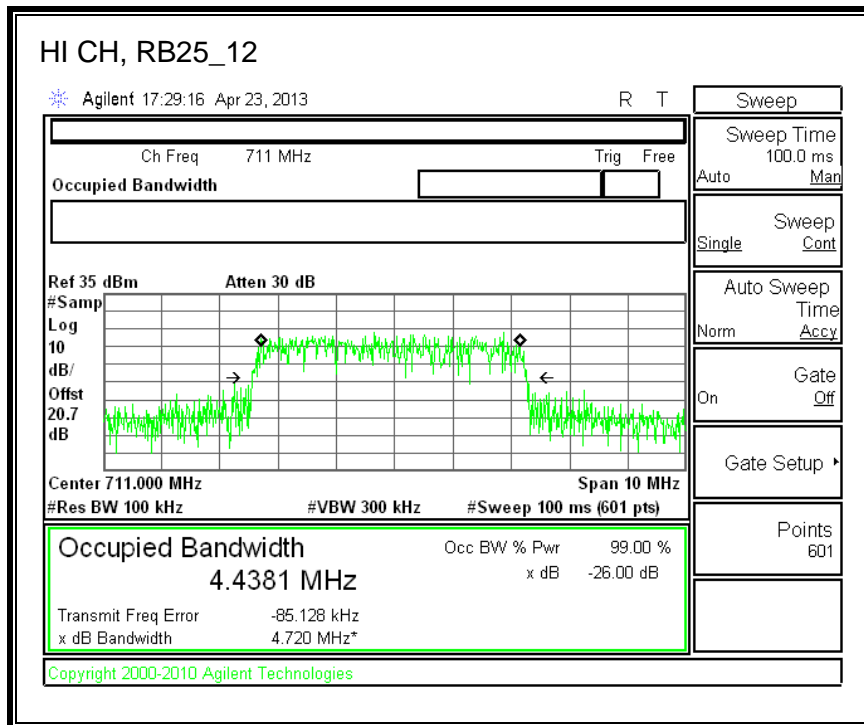 HI CH, RB25_12
Agilent 17:29:16 Apr 23, 2013 R T
Ch Freq 711 MHz Trig Free
Occupied Bandwidth
Ref 35 dBm Atten 30 dB
#Samp
Log
10
dB/
Offst
20.7
dB
Center 711.000 MHz Span 10 MHz
#Res BW 100 kHz #VBW 300 kHz #Sweep 100 ms (601 pts)
Occupied Bandwidth Occ BW % Pwr 99.00 %
4.4381 MHz x dB -26.00 dB
Transmit Freq Error -85.128 kHz
x dB Bandwidth 4.720 MHz*
Copyright 2000-2010 Agilent Technologies
Sweep
Sweep Time
100.0 ms
Auto Man
Sweep
Single Cont
Auto Sweep
Time
Norm Accy
Gate
On Off
Gate Setup
Points
601